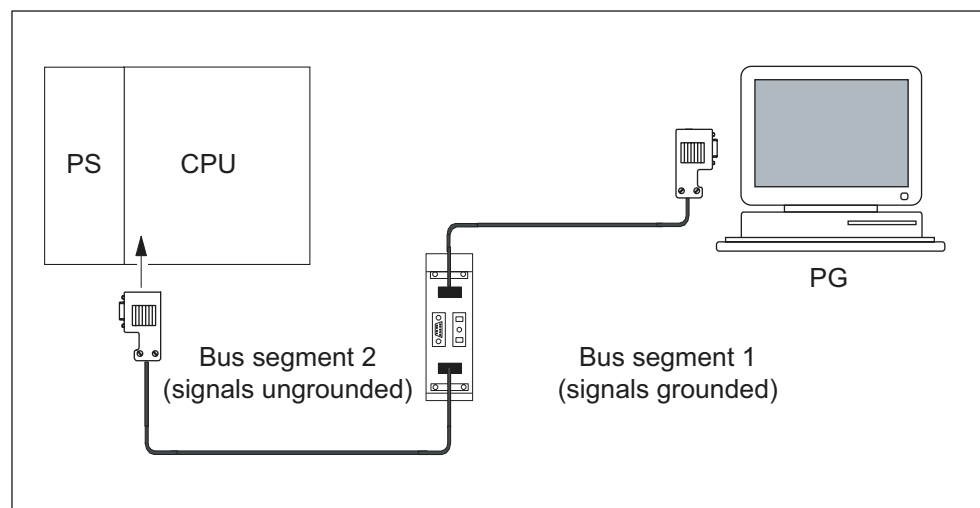 PS
CPU
PG
Bus segment 2
(signals ungrounded)
Bus segment 1
(signals grounded)